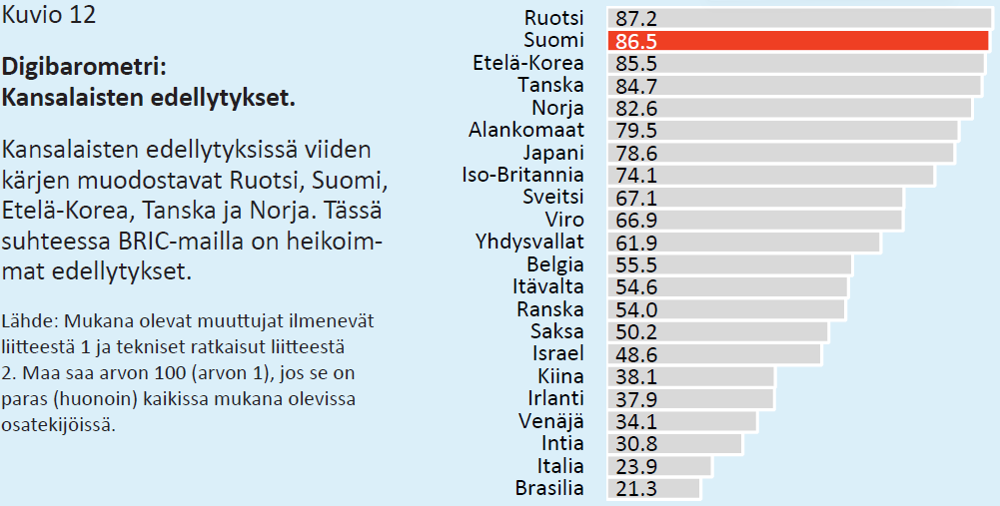 Kuvio 12
Digibarometri:
Kansalaisten edellytykset.
Kansalaisten edellytyksissä viiden
kärjen muodostavat Ruotsi, Suomi,
Etelä-Korea, Tanska ja Norja. Tässä
suhteessa BRIC-mailla on heikoim-
mat edellytykset.
Lähde: Mukana olevat muuttujat ilmenevät
liitteestä 1 ja tekniset ratkaisut liitteestä
2. Maa saa arvon 100 (arvon 1), jos se on
paras (huonoin) kaikissa mukana olevissa
osatekijöissä.
Ruotsi 87.2
Suomi 86.5
Etelä-Korea 85.5
Tanska 84.7
Norja 82.6
Alankomaat 79.5
Japani 78.6
Iso-Britannia 74.1
Sveitsi 67.1
Viro 66.9
Yhdysvallat 61.9
Belgia 55.5
Itävalta 54.6
Ranska 54.0
Saksa 50.2
Israel 48.6
Kiina 38.1
Irlanti 37.9
Venäjä 34.1
Intia 30.8
Italia 23.9
Brasilia 21.3